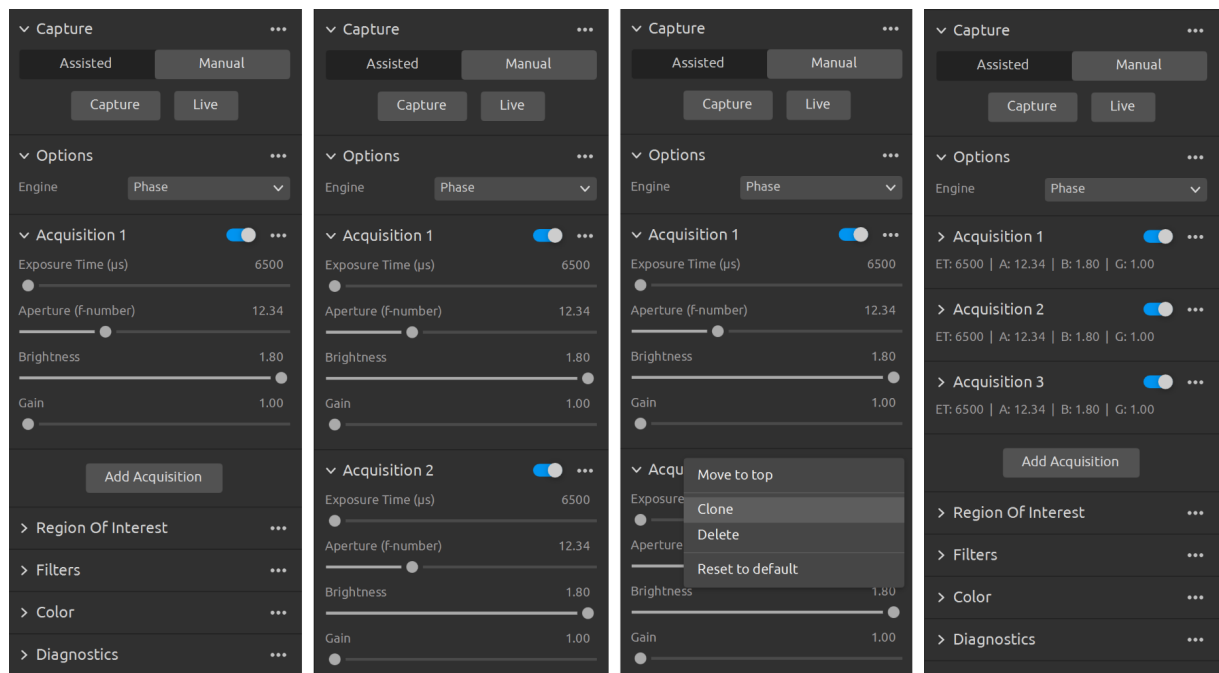 Capture
Assisted Manual
Capture Live
Options
Engine Phase
Acquisition 1
Exposure Time (µs) 6500
Aperture (f-number) 12.34
Brightness 1.80
Gain 1.00
Add Acquisition
Region Of Interest
Filters
Color
Diagnostics
Capture
Assisted Manual
Capture Live
Options
Engine Phase
Acquisition 1
Exposure Time (µs) 6500
Aperture (f-number) 12.34
Brightness 1.80
Gain 1.00
Acquisition 2
Exposure Time (µs) 6500
Aperture (f-number) 12.34
Brightness 1.80
Gain 1.00
Capture
Assisted Manual
Capture Live
Options
Engine Phase
Acquisition 1
Exposure Time (µs) 6500
Aperture (f-number) 12.34
Brightness 1.80
Gain 1.00
Acqu
Move to top
Exposure
Clone
Delete
Aperture
Reset to default
Brightness 1.80
Gain 1.00
Capture
Assisted Manual
Capture Live
Options
Engine Phase
Acquisition 1
ET: 6500 | A: 12.34 | B: 1.80 | G: 1.00
Acquisition 2
ET: 6500 | A: 12.34 | B: 1.80 | G: 1.00
Acquisition 3
ET: 6500 | A: 12.34 | B: 1.80 | G: 1.00
Add Acquisition
Region Of Interest
Filters
Color
Diagnostics